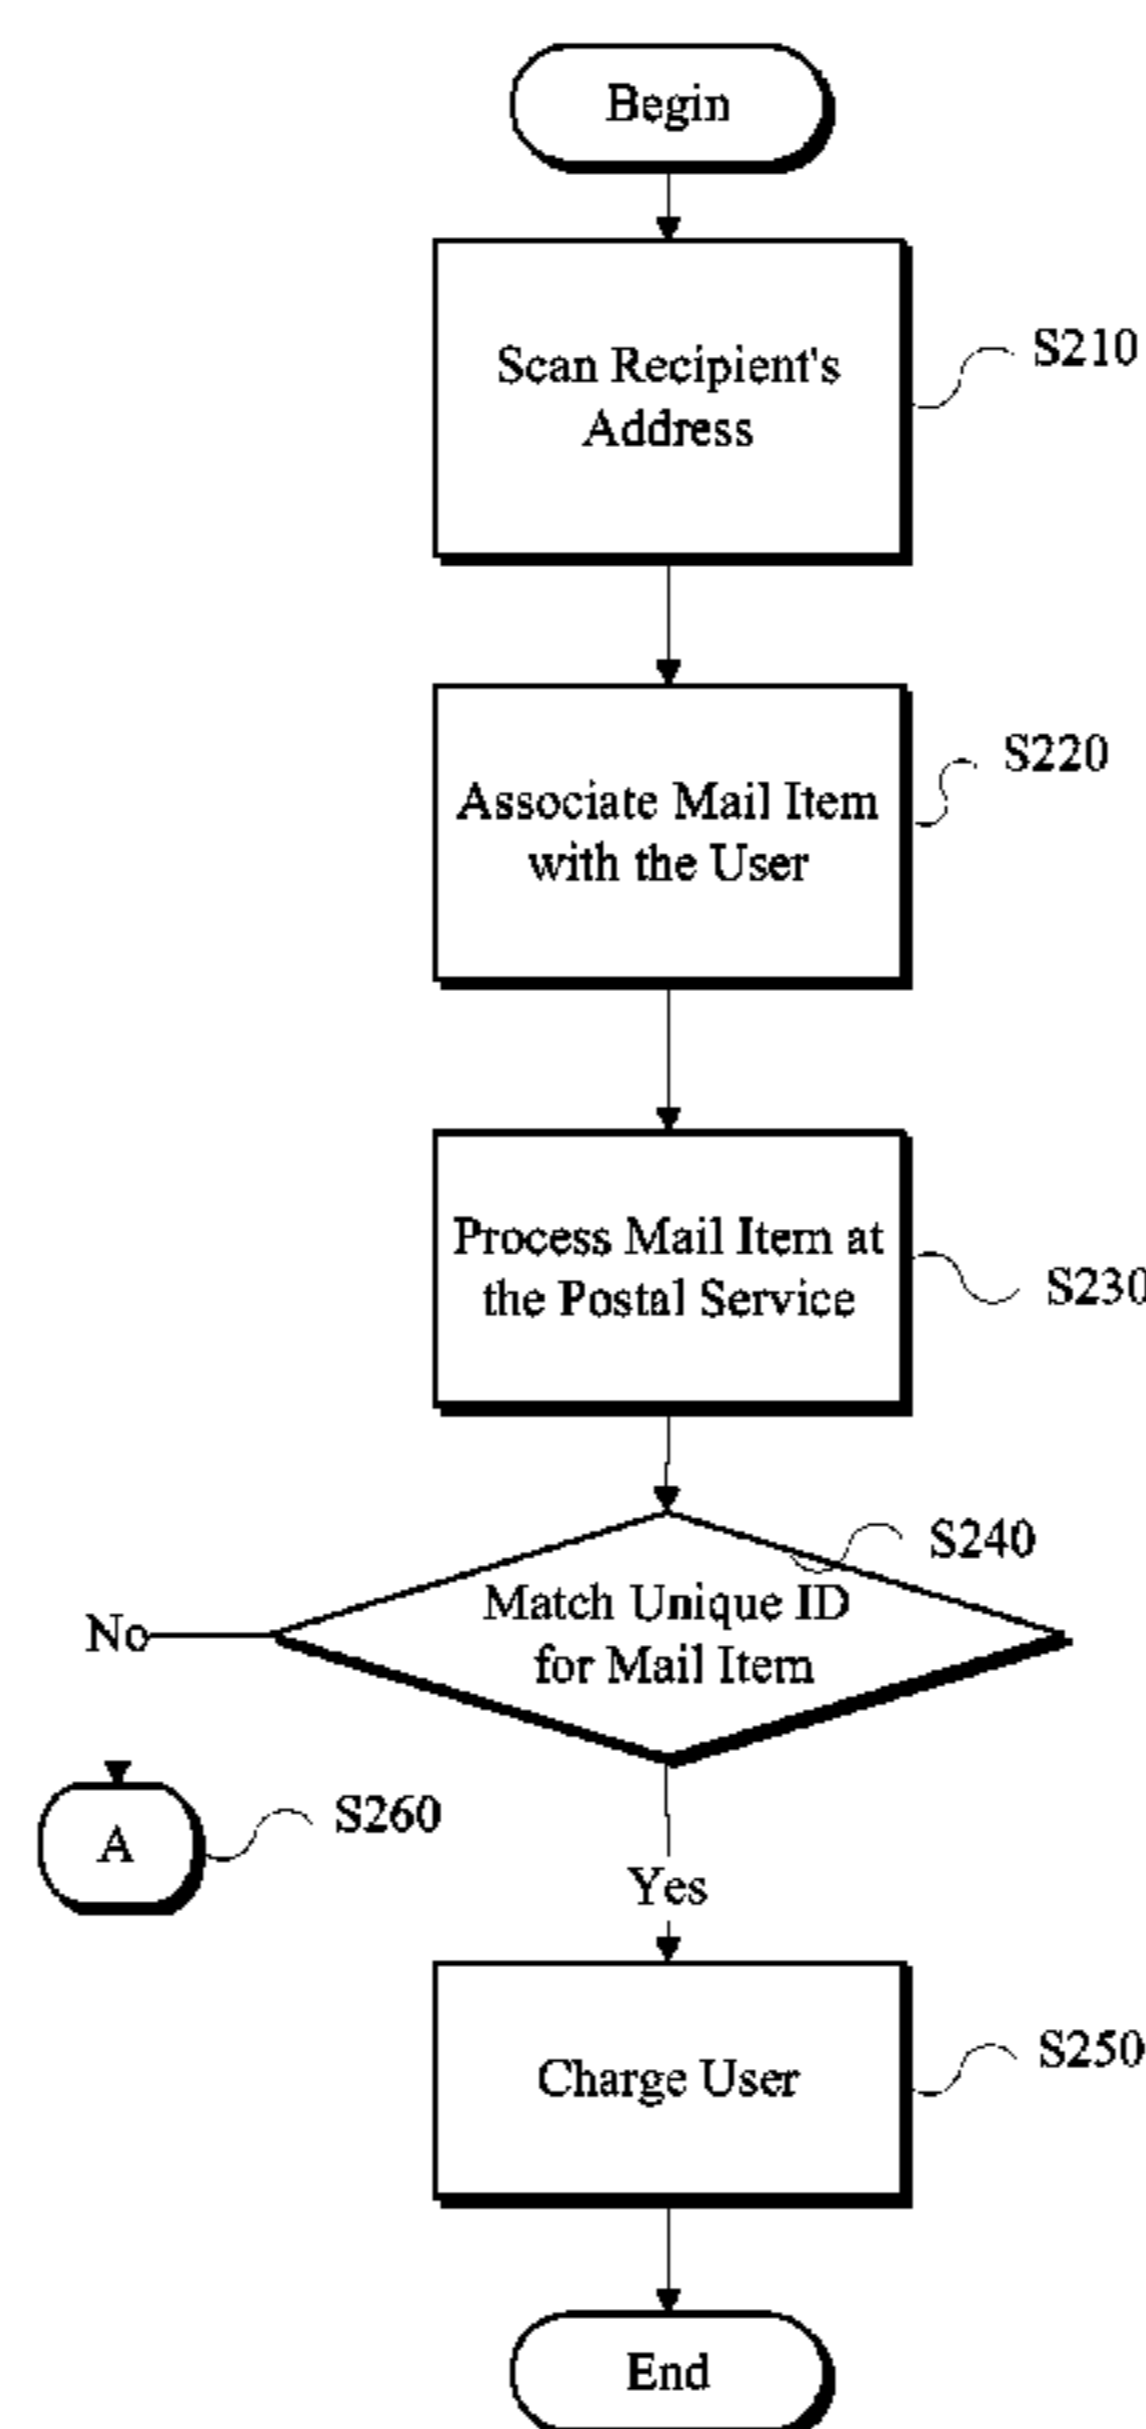 Begin
Scan Recipient's
Address
S210
Associate Mail Item
with the User
S220
Process Mail Item at
the Postal Service
S230
S240
Match Unique ID
for Mail Item
No
A
S260
Yes
Charge User
S250
End